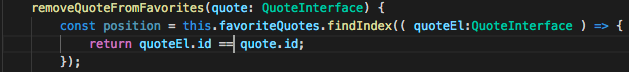 removeQuoteFromFavorites(quote: QuoteInterface) {
const position = this.favoriteQuotes.findIndex(( quoteEl:QuoteInterface ) => {
return quoteEl.id == quote.id;
});